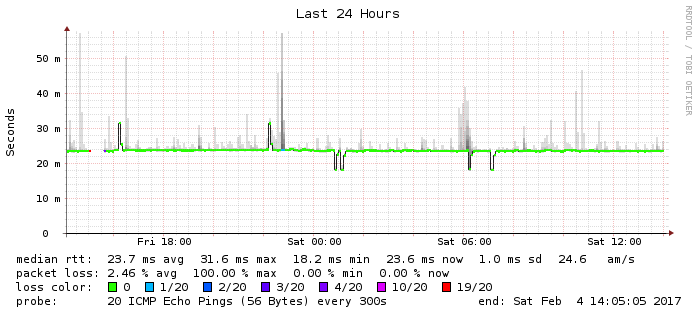 Last 24 Hours
RRDTOOL / TOBI OETIKER
Seconds
50 m
40 m
30 m
20 m
10 m
0
Fri 18:00 Sat 00:00 Sat 06:00 Sat 12:00
median rtt: 23.7 ms avg 31.6 ms max 18.2 ms min 23.6 ms now 1.0 ms sd 24.6 am/s
packet loss: 2.46 % avg 100.00 % max 0.00 % min 0.00 % now
loss color: 0 1/20 2/20 3/20 4/20 10/20 19/20
probe: 20 ICMP Echo Pings (56 Bytes) every 300s end: Sat Feb 4 14:05:05 2017